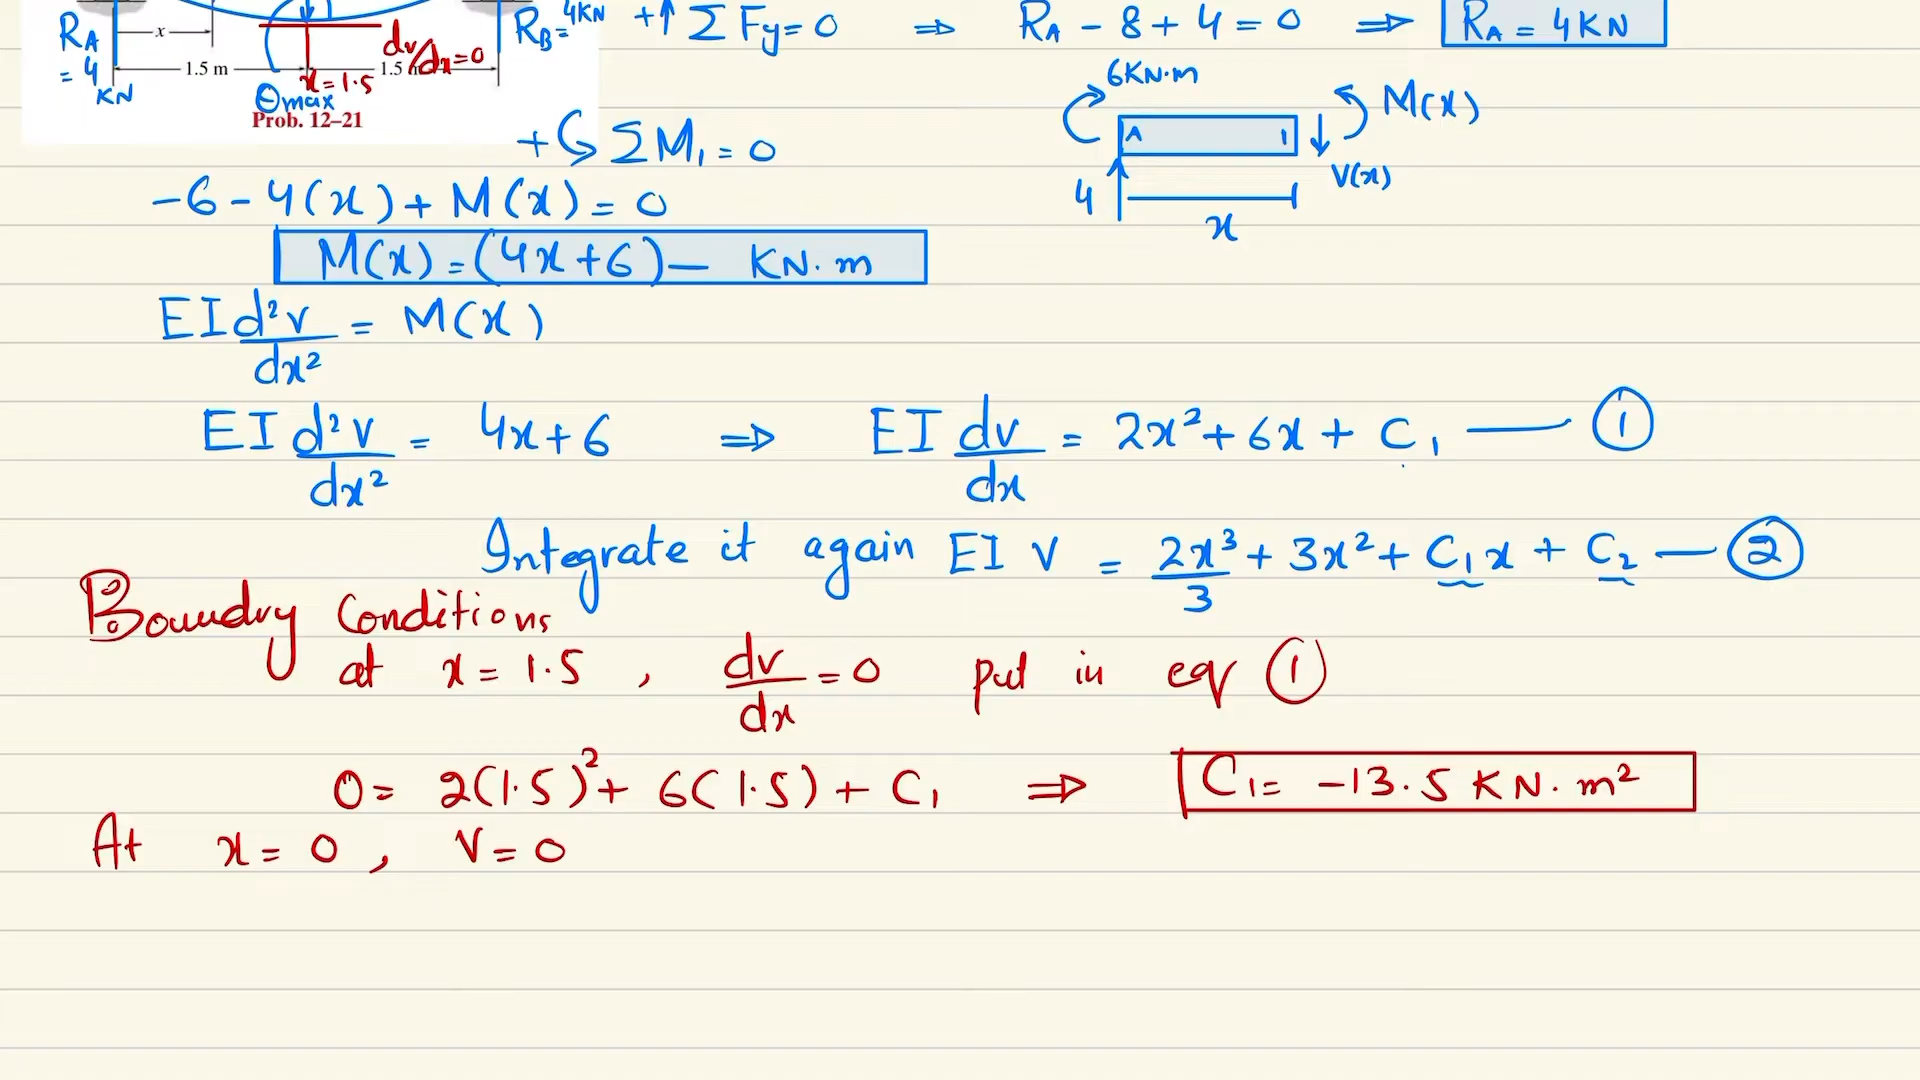 R_A = 4 KN
x
1.5 m
1.5
θmax
x=1.5
dv/dx=0
Prob. 12–21
R_B = 4KN
+↑ ΣFy=0 ⇒ R_A - 8 + 4 = 0 ⇒ R_A = 4KN
6KN·m
M(x)
A 1
4
V(x)
x
+ ΣM₁ = 0
-6 - 4(x) + M(x) = 0
M(x) = (4x+6) — KN·m
EI d²v/dx² = M(x)
EI d²v/dx² = 4x+6 ⇒ EI dv/dx = 2x² + 6x + C₁ — ①
Integrate it again EI v = 2x³/3 + 3x² + C₁x + C₂ — ②
Boundry Conditions
at x = 1.5 , dv/dx = 0 put in eq ①
0 = 2(1.5)² + 6(1.5) + C₁ ⇒ C₁ = -13.5 KN·m²
At x = 0 , v = 0